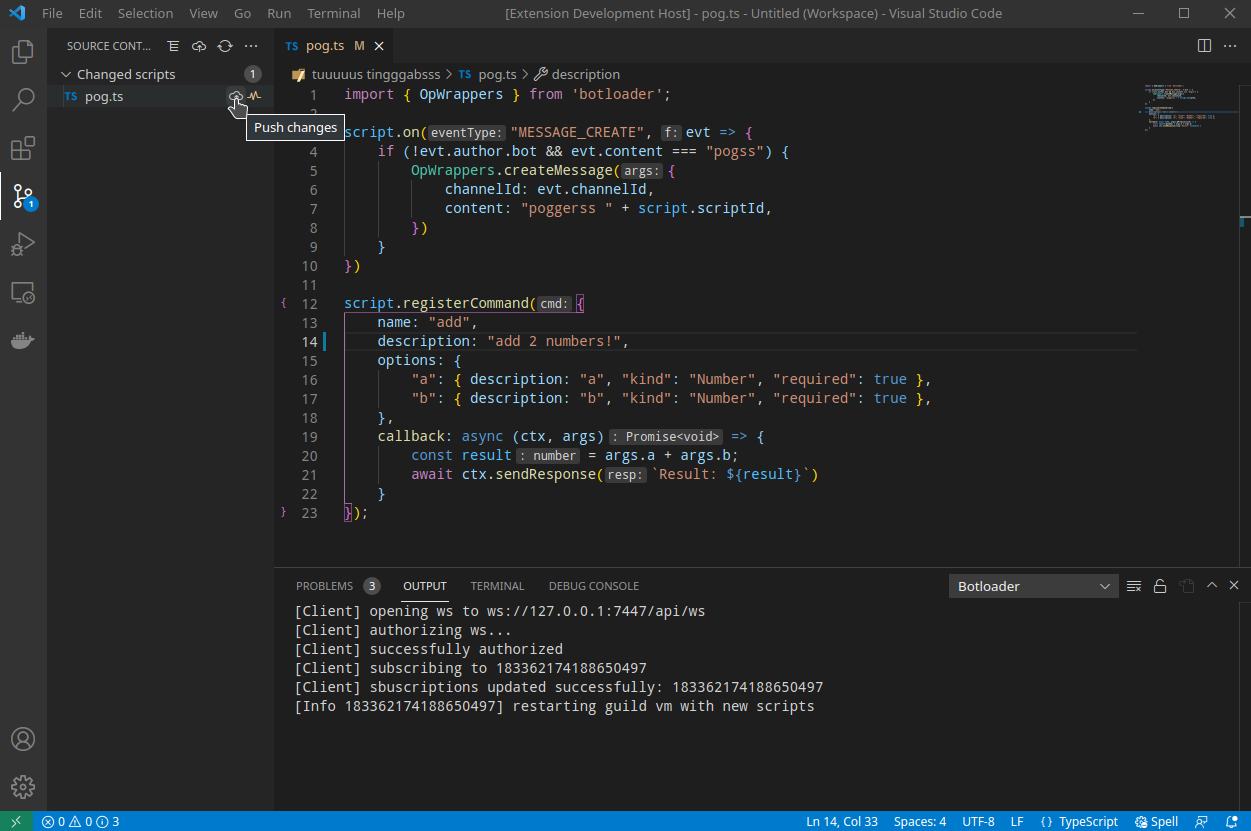 File Edit Selection View Go Run Terminal Help [Extension Development Host] - pog.ts - Untitled (Workspace) - Visual Studio Code
SOURCE CONT...
Changed scripts 1
TS pog.ts
Push changes
1
TS pog.ts M
tuuuuus tingggabsss > TS pog.ts > description
1 import { OpWrappers } from 'botloader';
2
script.on(eventType: "MESSAGE_CREATE", f: evt => {
4 if (!evt.author.bot && evt.content === "pogss") {
5 OpWrappers.createMessage(args: {
6 channelId: evt.channelId,
7 content: "poggerss " + script.scriptId,
8 })
9 }
10 })
11
{ 12 script.registerCommand(cmd: {
13 name: "add",
14 description: "add 2 numbers!",
15 options: {
16 "a": { description: "a", "kind": "Number", "required": true },
17 "b": { description: "b", "kind": "Number", "required": true },
18 },
19 callback: async (ctx, args) : Promise<void> => {
20 const result : number = args.a + args.b;
21 await ctx.sendResponse(resp: `Result: ${result}`)
22 }
} 23 });
PROBLEMS 3 OUTPUT TERMINAL DEBUG CONSOLE Botloader
[Client] opening ws to ws://127.0.0.1:7447/api/ws
[Client] authorizing ws...
[Client] successfully authorized
[Client] subscribing to 183362174188650497
[Client] sbuscriptions updated successfully: 183362174188650497
[Info 183362174188650497] restarting guild vm with new scripts
0 0 3 Ln 14, Col 33 Spaces: 4 UTF-8 LF {} TypeScript Spell